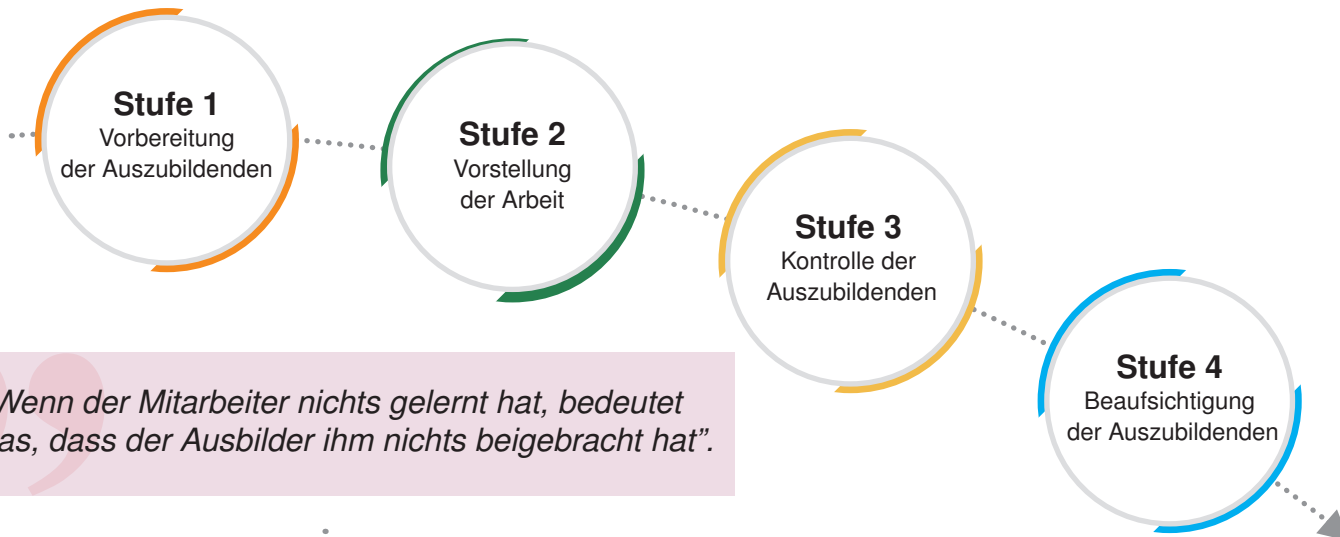 Stufe 1
Vorbereitung
der Auszubildenden
Stufe 2
Vorstellung
der Arbeit
Stufe 3
Kontrolle der
Auszubildenden
Stufe 4
Beaufsichtigung
der Auszubildenden
Wenn der Mitarbeiter nichts gelernt hat, bedeutet
as, dass der Ausbilder ihm nichts beigebracht hat”.